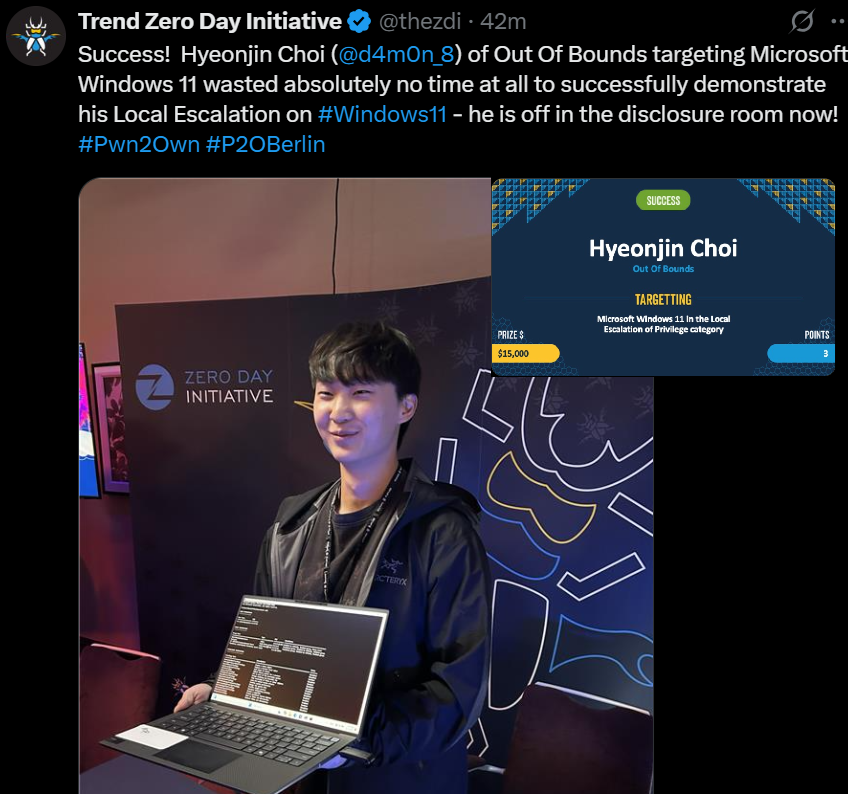 Trend Zero Day Initiative @thezdi · 42m
Success!  Hyeonjin Choi (@d4m0n_8) of Out Of Bounds targeting Microsoft
Windows 11 wasted absolutely no time at all to successfully demonstrate
his Local Escalation on #Windows11 - he is off in the disclosure room now!
#Pwn2Own #P2OBerlin
SUCCESS
Hyeonjin Choi
Out Of Bounds
TARGETTING
Microsoft Windows 11 in the Local
Escalation of Privilege category
PRIZE $
POINTS
$15,000
3
ZERO DAY
INITIATIVE